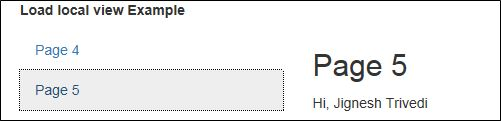 Load local view Example
Page 4
Page 5
Page 5
Hi, Jignesh Trivedi